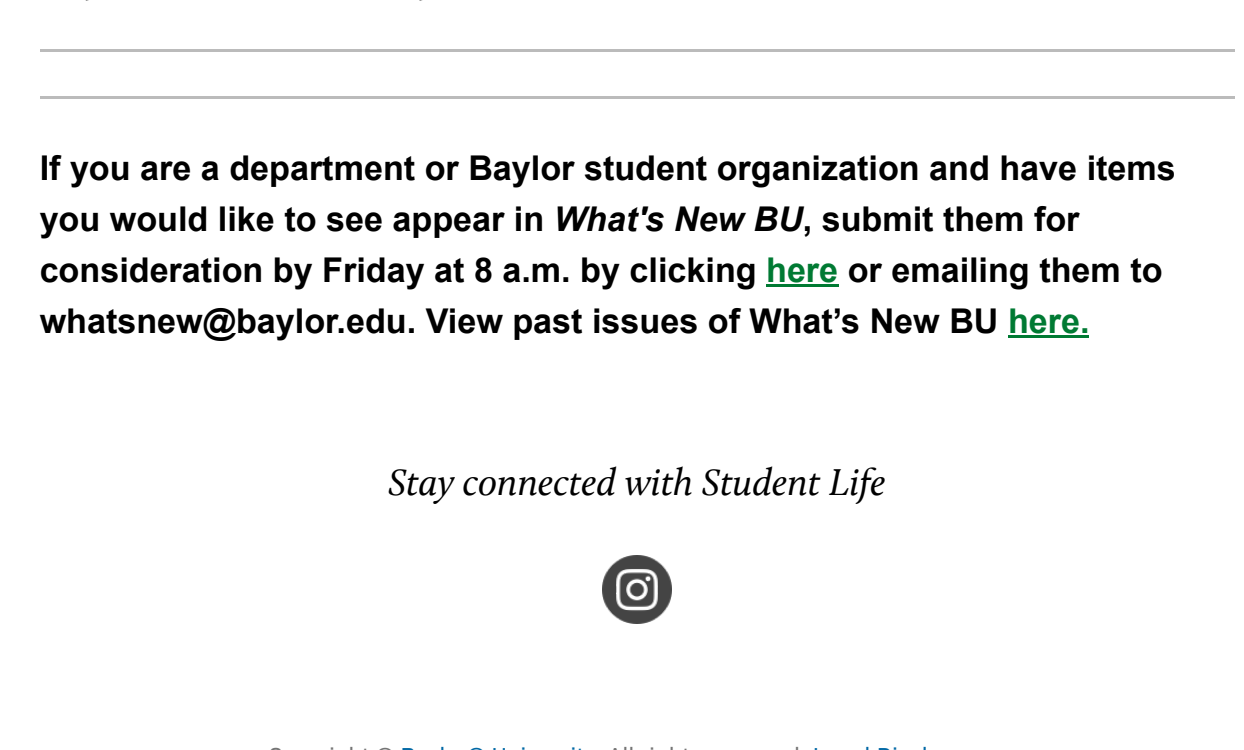 If you are a department or Baylor student organization and have items
you would like to see appear in What's New BU, submit them for
consideration by Friday at 8 a.m. by clicking here or emailing them to
whatsnew@baylor.edu. View past issues of What’s New BU here.
Stay connected with Student Life